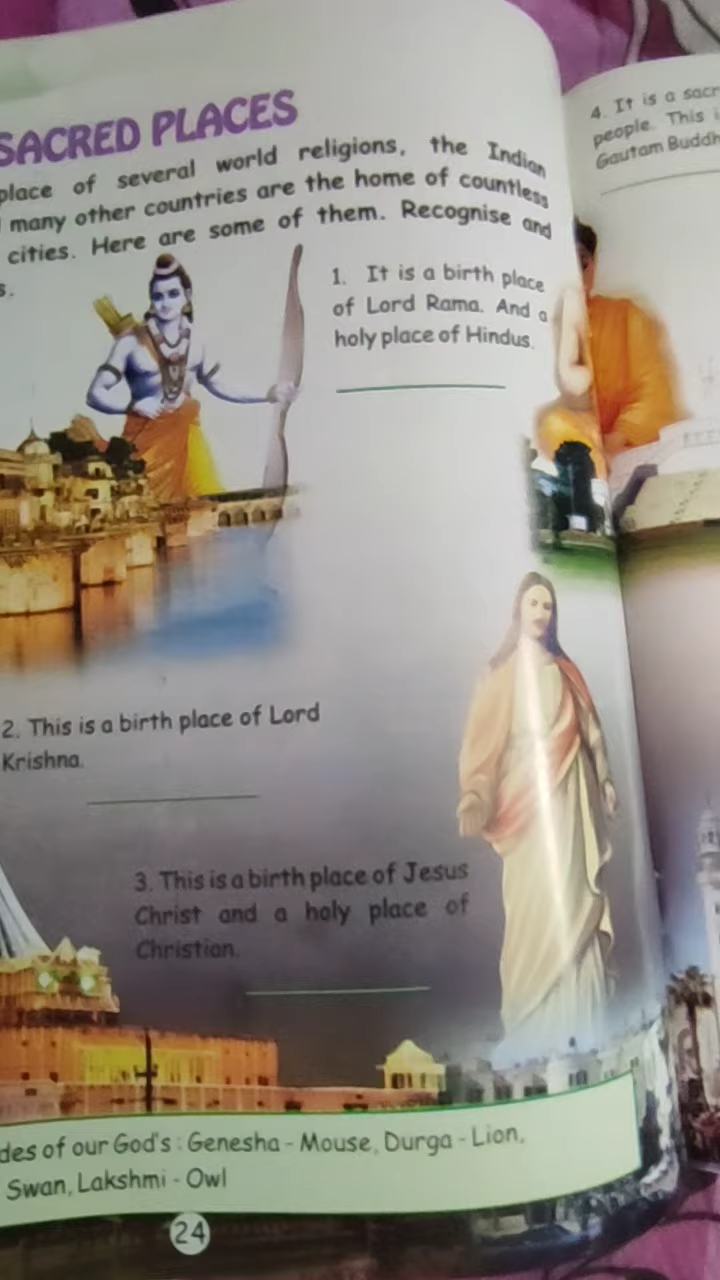 SACRED PLACES
place of several world religions, the Indian
many other countries are the home of countless
cities. Here are some of them. Recognise and
s.
1. It is a birth place
of Lord Rama. And a
holy place of Hindus.
2. This is a birth place of Lord
Krishna.
3. This is a birth place of Jesus
Christ and a holy place of
Christian.
des of our God's : Genesha - Mouse, Durga - Lion,
Swan, Lakshmi - Owl
24
4. It is a sacr
people. This i
Gautam Buddh